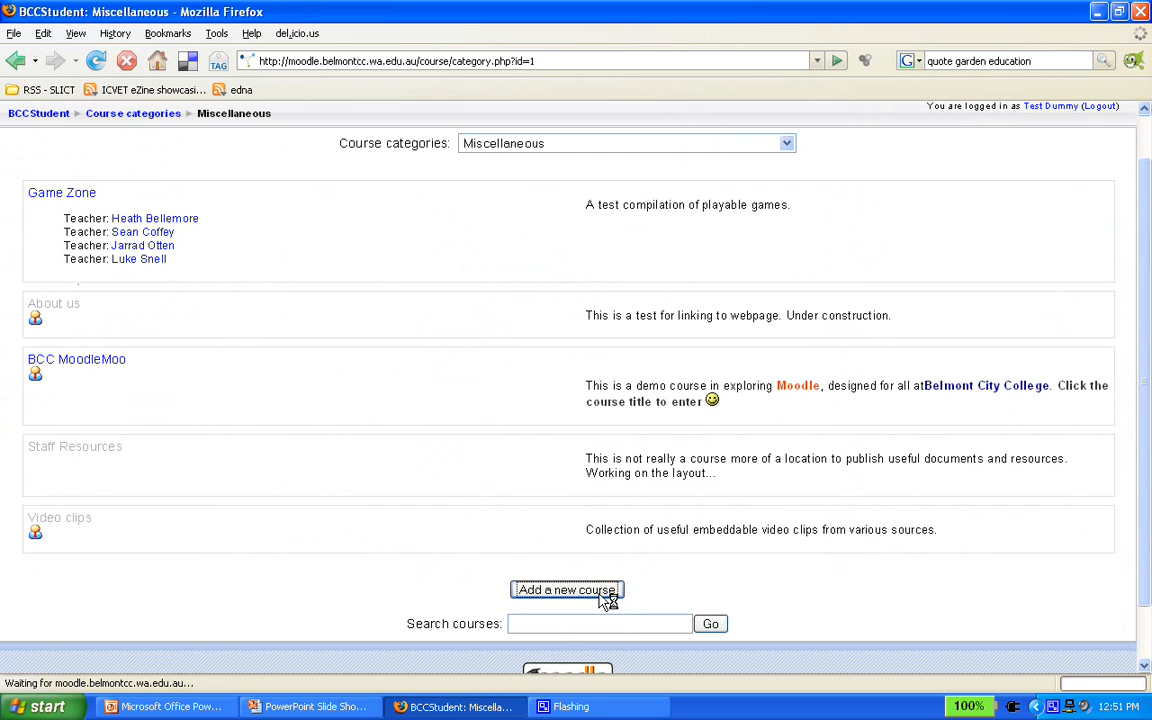 BCCStudent: Miscellaneous - Mozilla Firefox
File Edit View History Bookmarks Tools Help del.icio.us
TAG http://moodle.belmontcc.wa.edu.au/course/category.php?id=1 G quote garden education
RSS - SLICT ICVET eZine showcasi... edna
BCCStudent ► Course categories ► Miscellaneous You are logged in as Test Dummy (Logout)
Course categories: Miscellaneous
Game Zone
A test compilation of playable games.
Teacher: Heath Bellemore
Teacher: Sean Coffey
Teacher: Jarrad Otten
Teacher: Luke Snell
About us
This is a test for linking to webpage. Under construction.
BCC MoodleMoo
This is a demo course in exploring Moodle, designed for all atBelmont City College. Click the
course title to enter
Staff Resources
This is not really a course more of a location to publish useful documents and resources.
Working on the layout...
Video clips
Collection of useful embeddable video clips from various sources.
Add a new course
Search courses: Go
Waiting for moodle.belmontcc.wa.edu.au...
start Microsoft Office Pow... PowerPoint Slide Sho... BCCStudent: Miscella... Flashing 100% 12:51 PM